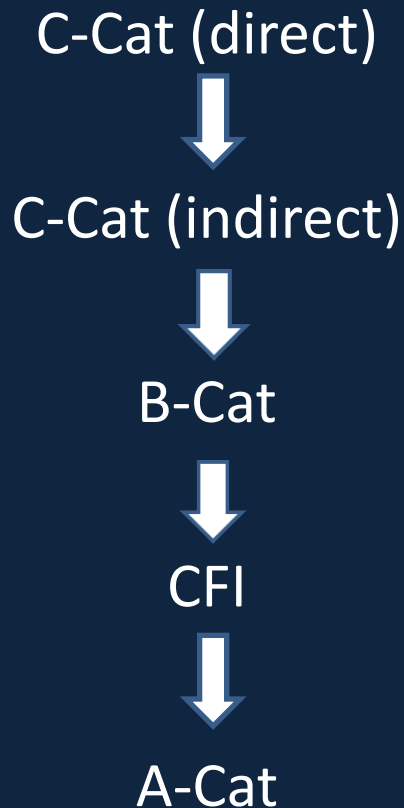 C-Cat (direct)
C-Cat (indirect)
B-Cat
CFI
A-Cat